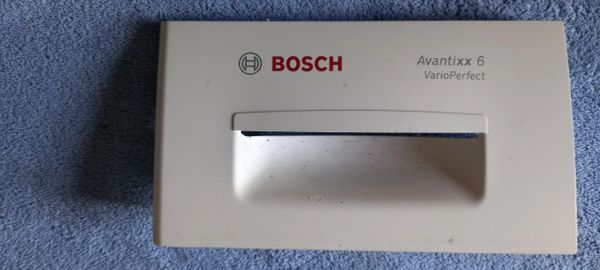 BOSCH
Avantixx 6
VarioPerfect